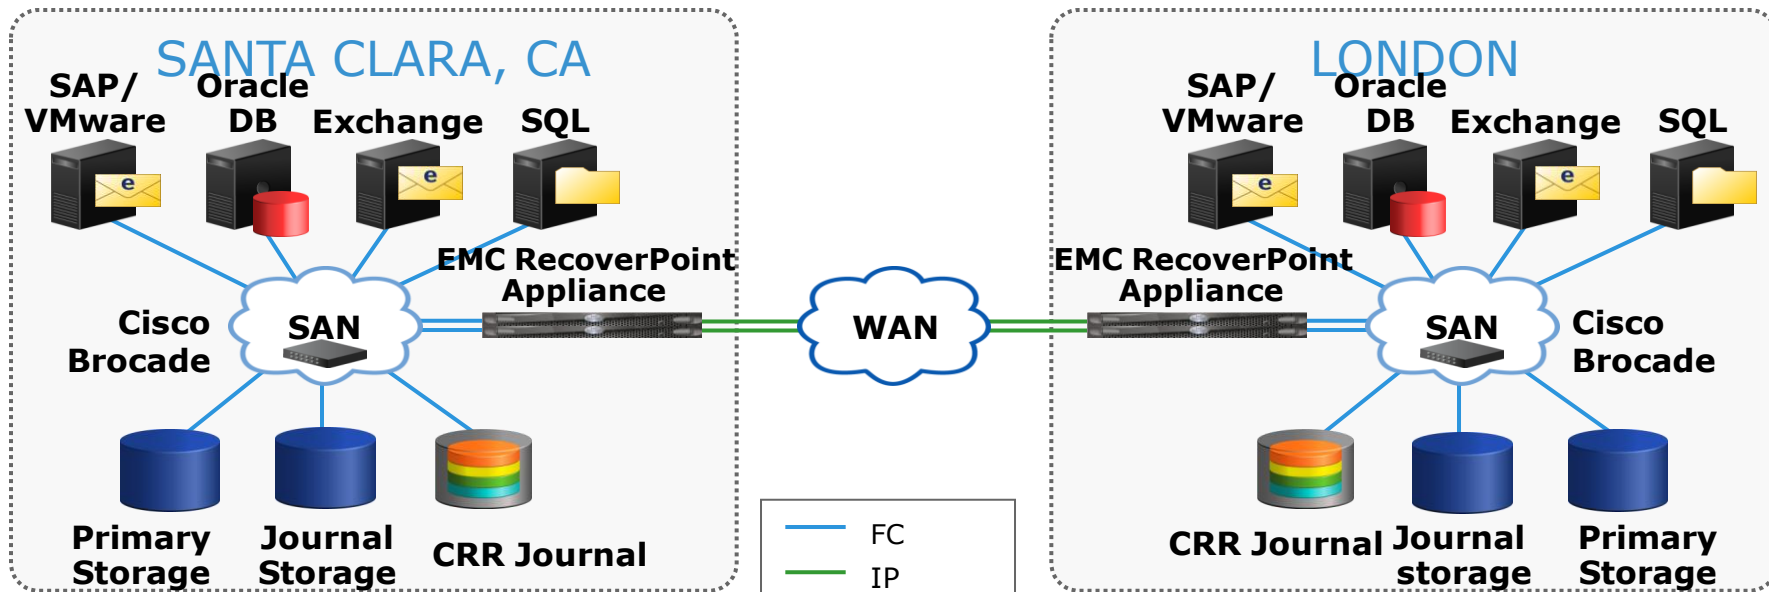 SANTA CLARA, CA
SAP/
VMware
Oracle
DB
Exchange
SQL
e
e
EMC RecoverPoint
Appliance
Cisco
Brocade
SAN
Primary
Storage
Journal
Storage
CRR Journal
WAN
FC
IP
LONDON
SAP/
VMware
Oracle
DB
Exchange
SQL
e
e
EMC RecoverPoint
Appliance
SAN
Cisco
Brocade
CRR Journal
Journal
storage
Primary
Storage